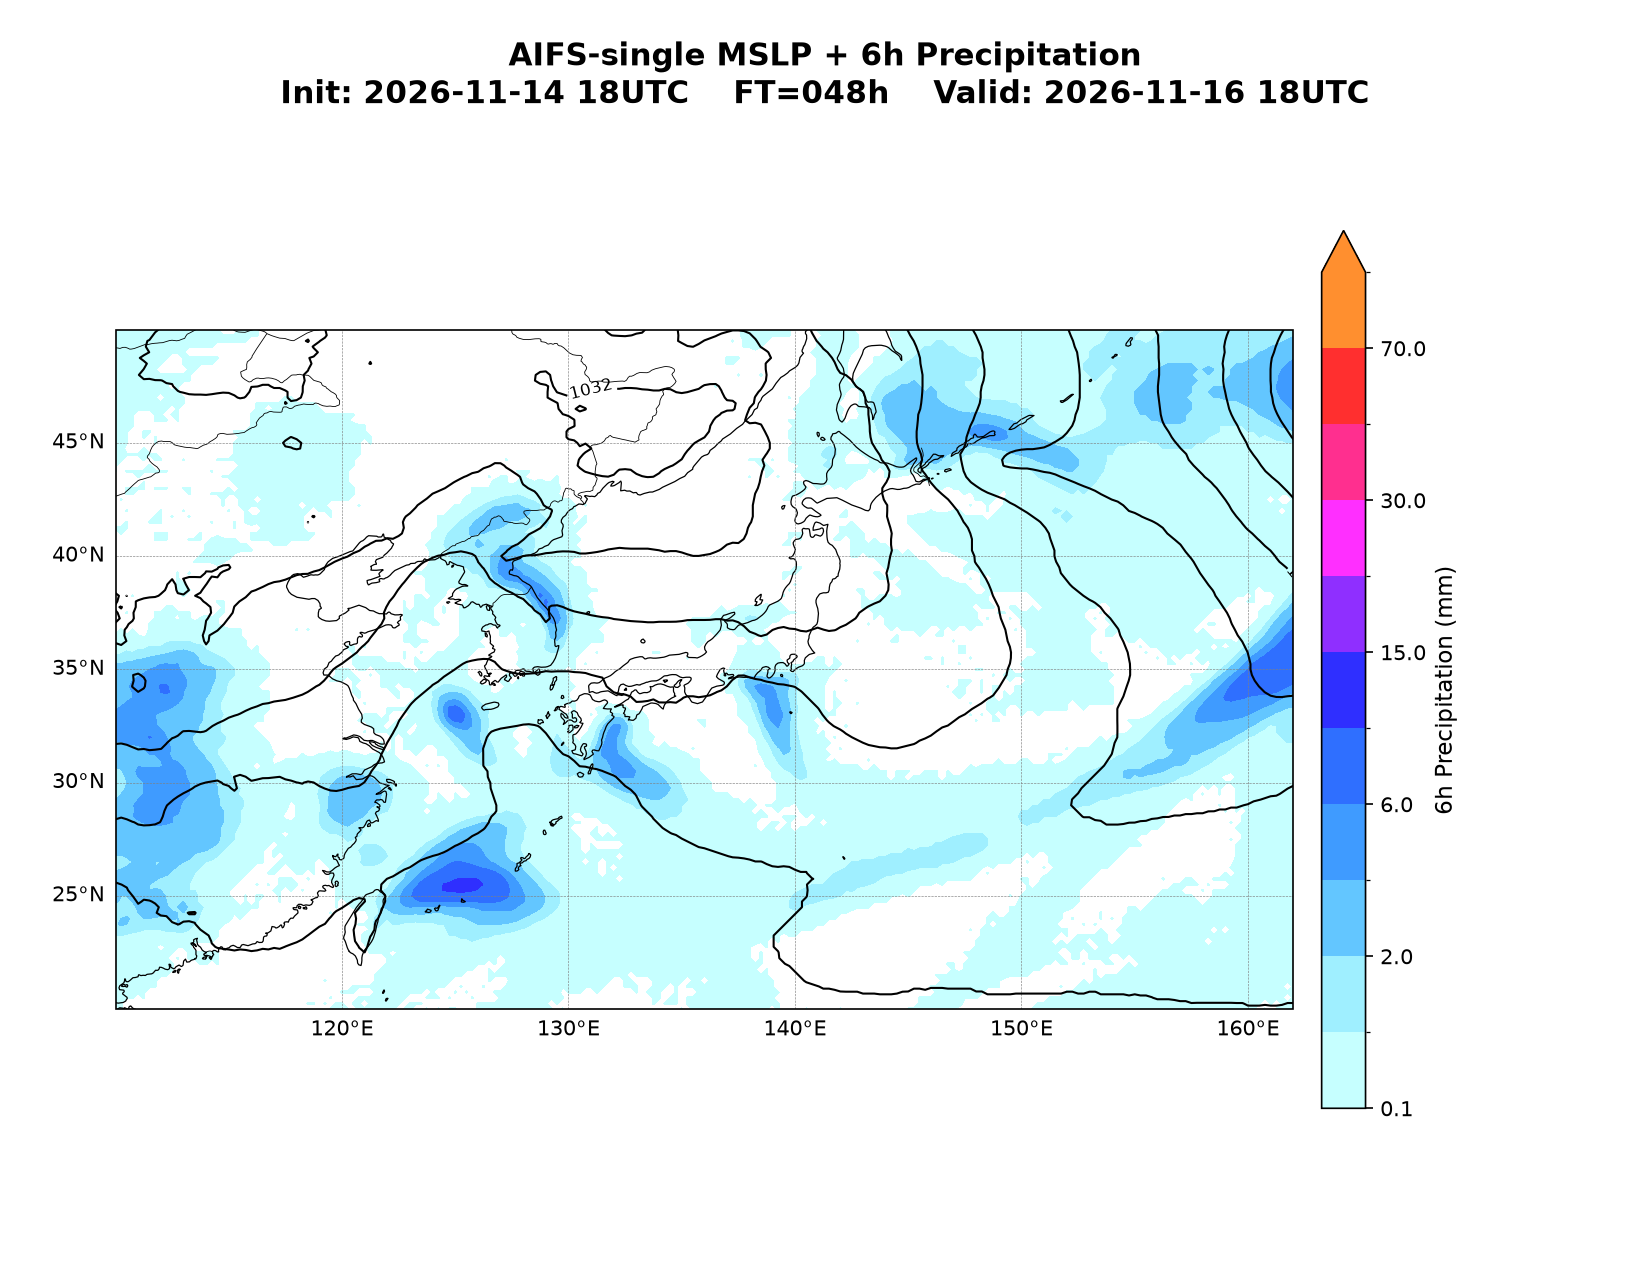 AIFS-single MSLP + 6h Precipitation
Init: 2026-11-14 18UTC    FT=048h    Valid: 2026-11-16 18UTC
1032
45°N
40°N
35°N
30°N
25°N
120°E
130°E
140°E
150°E
160°E
70.0
30.0
15.0
6.0
2.0
0.1
6h Precipitation (mm)